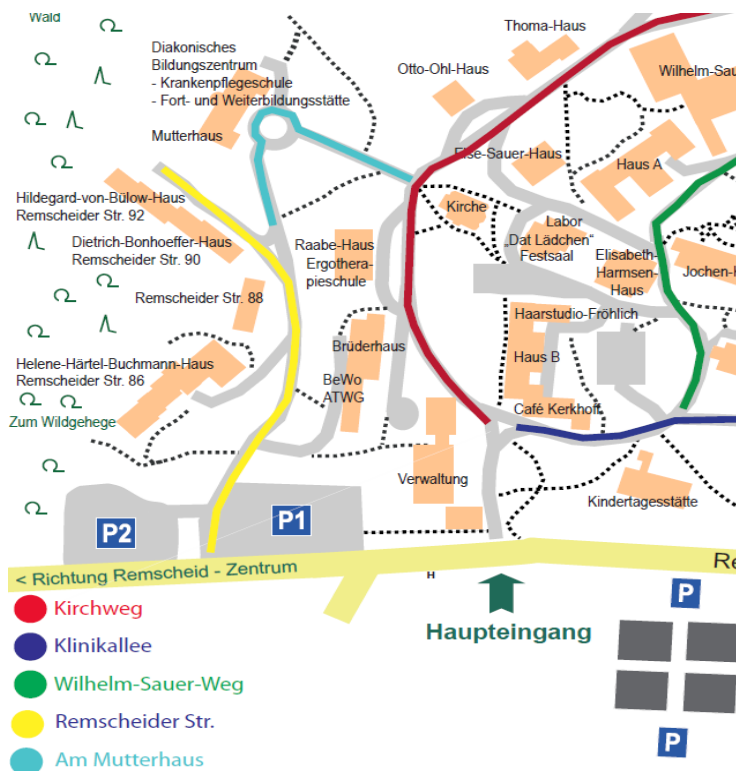 Wald
Thoma-Haus
Diakonisches
Bildungszentrum
- Krankenpflegeschule
- Fort- und Weiterbildungsstätte
Otto-Ohl-Haus
Wilhelm-Sau
Mutterhaus
Else-Sauer-Haus
Haus A
Hildegard-von-Bülow-Haus
Remscheider Str. 92
Kirche
Labor
„Dat Lädchen“
Festsaal
Dietrich-Bonhoeffer-Haus
Remscheider Str. 90
Raabe-Haus
Ergothera-
pieschule
Elisabeth-
Harmsen-
Haus
Jochen-K
Remscheider Str. 88
Haarstudio-Fröhlich
Brüderhaus
Helene-Härtel-Buchmann-Haus
Remscheider Str. 86
Haus B
BeWo
ATWG
Café Kerkhoff
Zum Wildgehege
Verwaltung
Kindertagesstätte
P2
P1
< Richtung Remscheid - Zentrum
H
Re
Kirchweg
P
Haupteingang
Klinikallee
Wilhelm-Sauer-Weg
Remscheider Str.
P
Am Mutterhaus